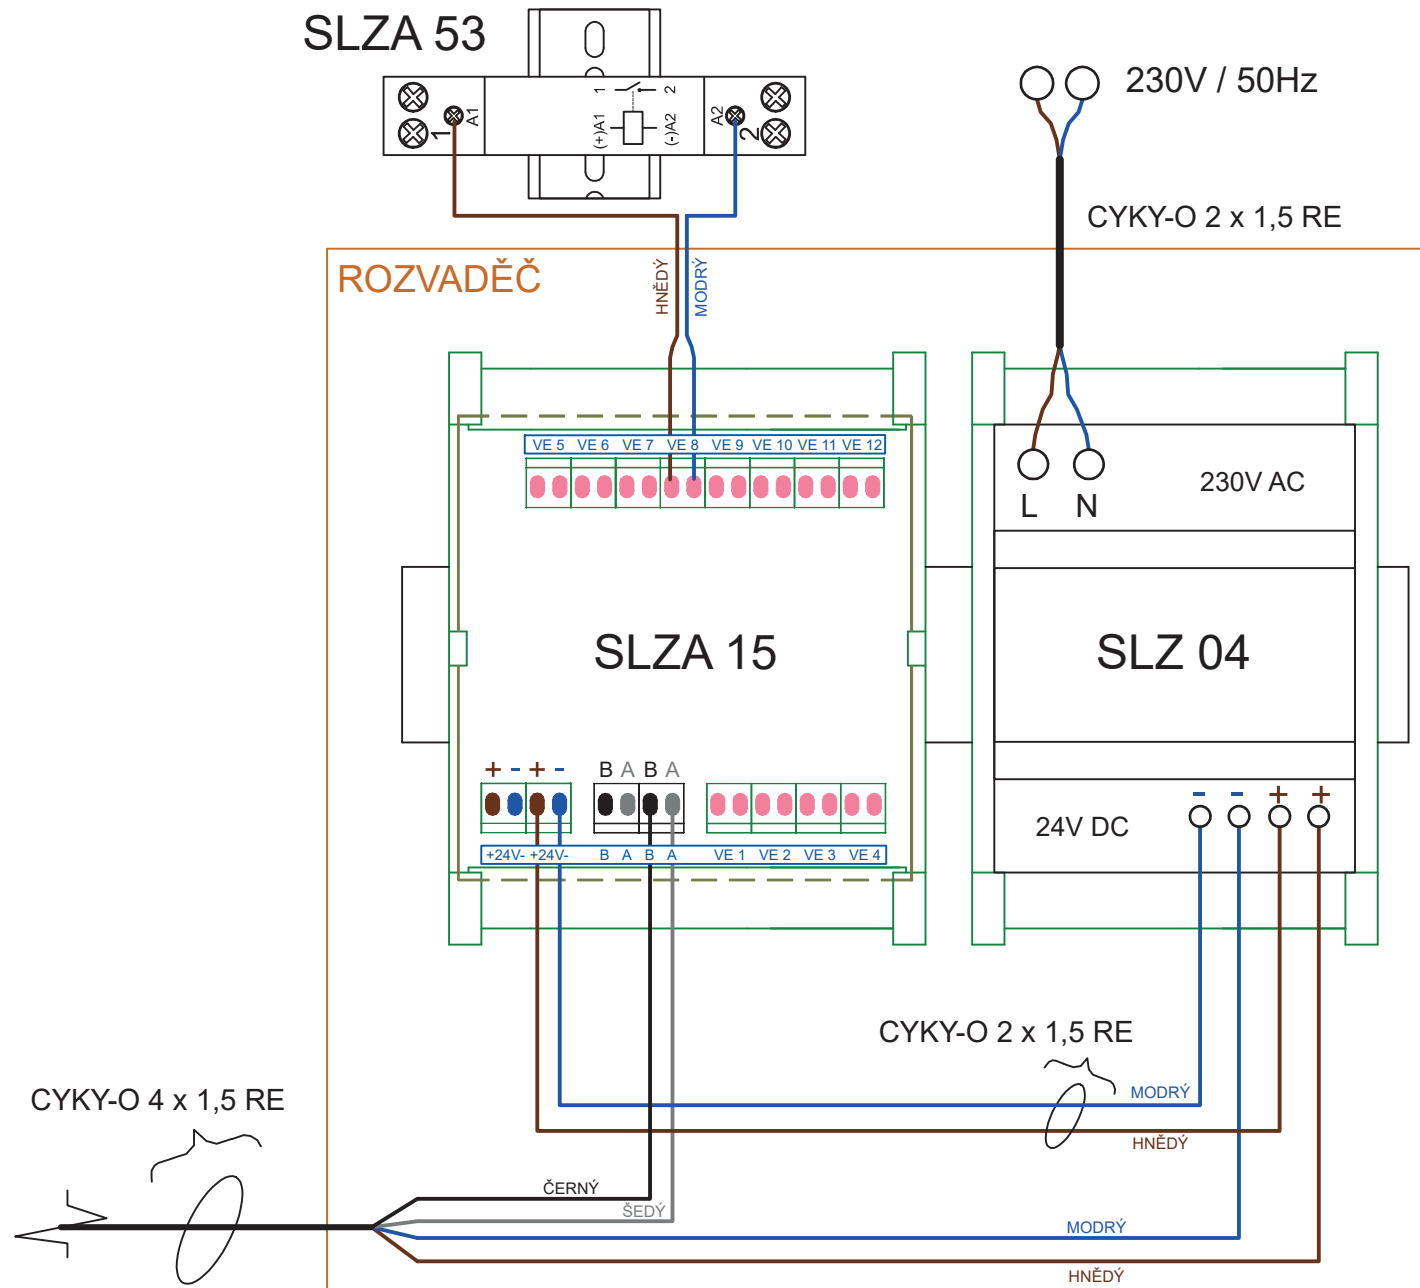 SLZA 53
230V / 50Hz
1 2
A1 (+)A1 (-)A2 A2
1 2
CYKY-O 2 x 1,5 RE
ROZVADĚČ
HNĚDÝ
MODRÝ
VE 5 VE 6 VE 7 VE 8 VE 9 VE 10 VE 11 VE 12
L N
230V AC
SLZA 15
SLZ 04
+ - + - B A B A
- - + +
24V DC
+24V- +24V- B A B A VE 1 VE 2 VE 3 VE 4
CYKY-O 2 x 1,5 RE
MODRÝ
HNĚDÝ
CYKY-O 4 x 1,5 RE
ČERNÝ
ŠEDÝ
MODRÝ
HNĚDÝ